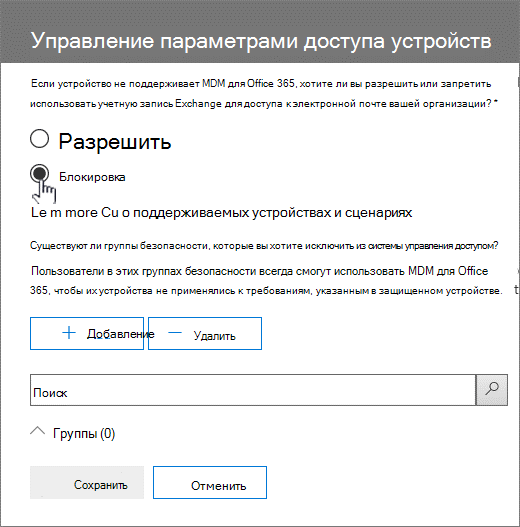 Управление параметрами доступа устройств
Если устройство не поддерживает MDM для Office 365, хотите ли вы разрешить или запретить
использовать учетную запись Exchange для доступа к электронной почте вашей организации? *
Разрешить
Блокировка
Le m more Cu о поддерживаемых устройствах и сценариях
Существуют ли группы безопасности, которые вы хотите исключить из системы управления доступом?
Пользователи в этих группах безопасности всегда смогут использовать MDM для Office
365, чтобы их устройства не применялись к требованиям, указанным в защищенном устройстве.
Добавление Удалить
Поиск
Группы (0)
Сохранить Отменить